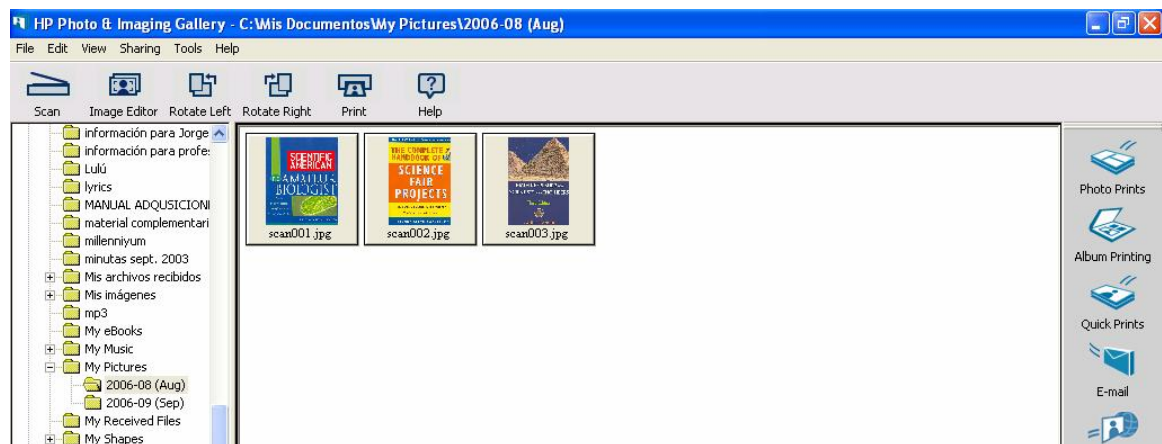 HP Photo & Imaging Gallery - C:\Mis Documentos\My Pictures\2006-08 (Aug)
File Edit View Sharing Tools Help
Scan Image Editor Rotate Left Rotate Right Print Help
información para Jorge
información para profe:
Lulú
lyrics
MANUAL ADQUSICIONI
material complementari
millenniyum
minutas sept. 2003
Mis archivos recibidos
Mis imágenes
mp3
My eBooks
My Music
My Pictures
2006-08 (Aug)
2006-09 (Sep)
My Received Files
My Shapes
SCIENTIFIC
AMERICAN
THE AMATEUR
BIOLOGIST
scan001.jpg
THE COMPLETE
HANDBOOK OF
SCIENCE
FAIR
PROJECTS
scan002.jpg
Third Edition
scan003.jpg
Photo Prints
Album Printing
Quick Prints
E-mail